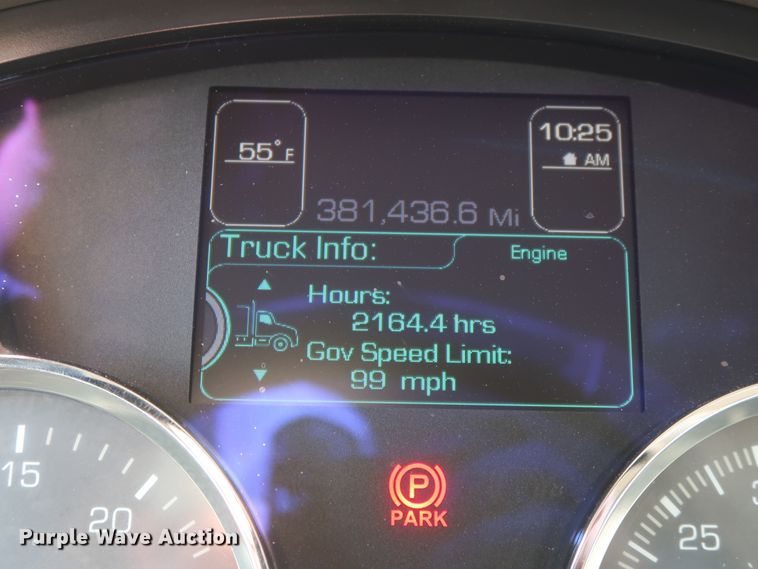 55°F
10:25
AM
381,436.6 Mi
Truck Info:
Engine
Hours:
2164.4 hrs
Gov Speed Limit:
99 mph
P
PARK
15
20
25
Purple Wave Auction